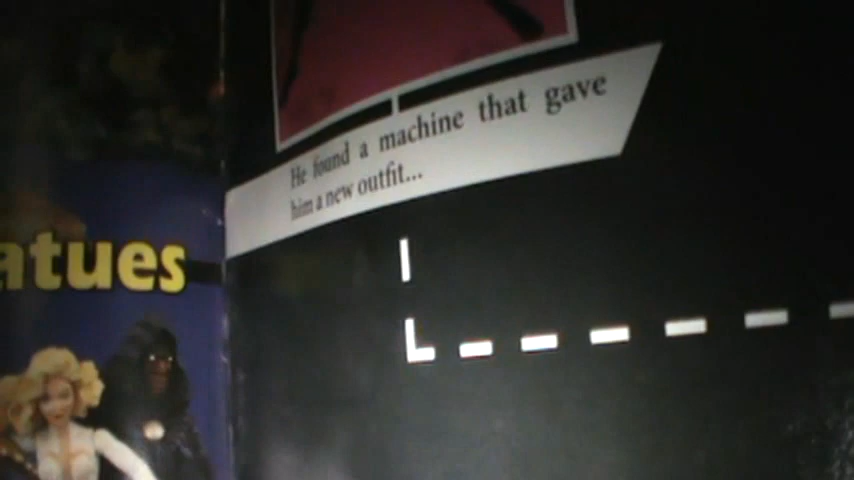 He found a machine that gave
him a new outfit...
atues